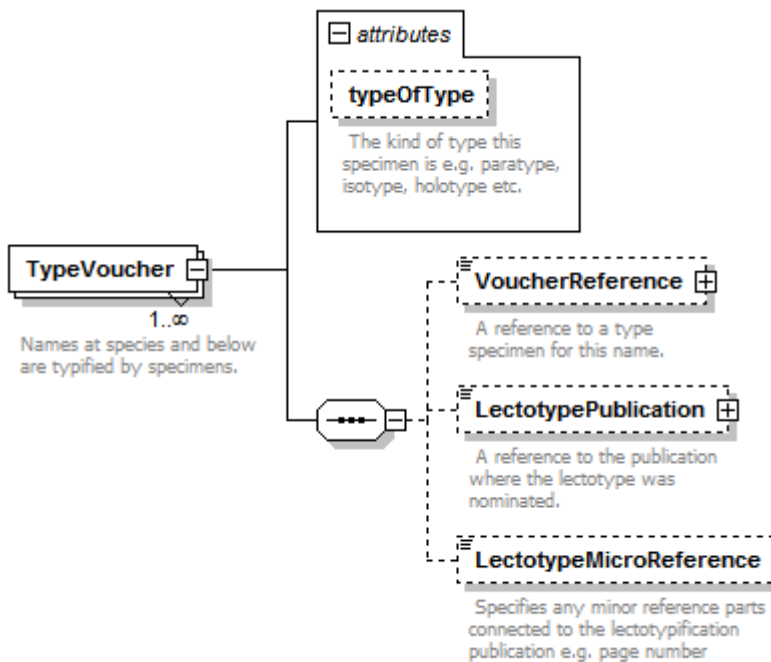 attributes
typeOfType
The kind of type this
specimen is e.g. paratype,
isotype, holotype etc.
TypeVoucher
1..∞
Names at species and below
are typified by specimens.
VoucherReference
A reference to a type
specimen for this name.
LectotypePublication
A reference to the publication
where the lectotype was
nominated.
LectotypeMicroReference
Specifies any minor reference parts
connected to the lectotypification
publication e.g. page number